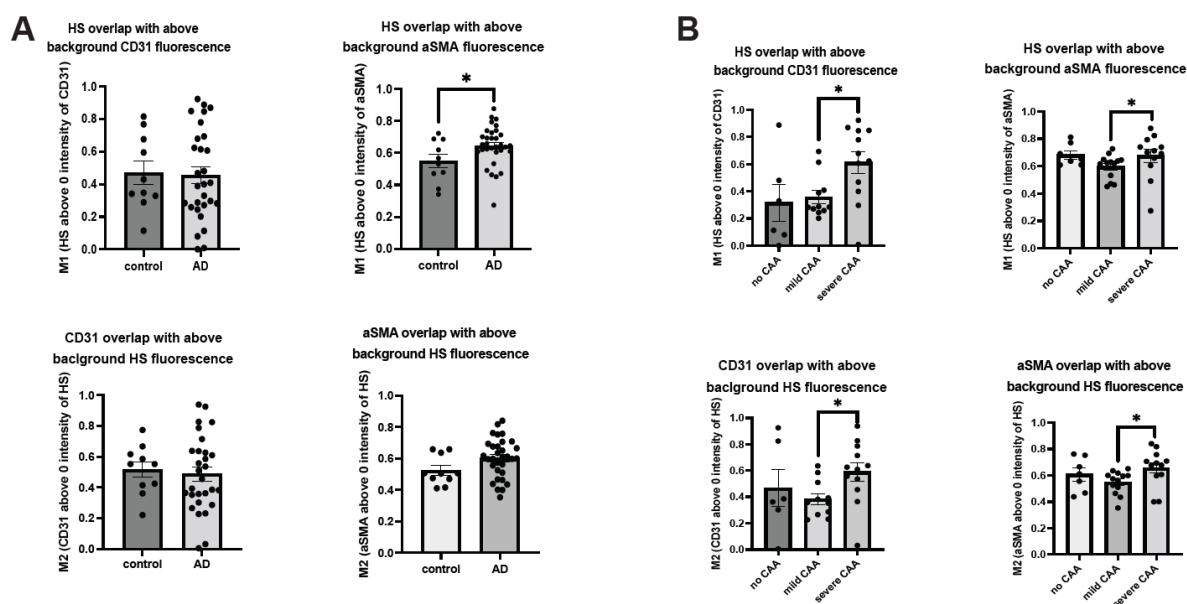 A
HS overlap with above
background CD31 fluorescence
M1 (HS above 0 intensity of CD31)
1.0
0.8
0.6
0.4
0.2
0.0
control
AD
HS overlap with above
background aSMA fluorescence
M1 (HS above 0 intensity of aSMA)
1.0
0.8
0.6
0.4
0.2
0.0
*
control
AD
CD31 overlap with above
baclground HS fluorescence
M2 (CD31 above 0 intensity of HS)
1.0
0.8
0.6
0.4
0.2
0.0
control
AD
aSMA overlap with above
background HS fluorescence
M2 (aSMA above 0 intensity of HS)
1.0
0.8
0.6
0.4
0.2
0.0
control
AD
B
HS overlap with above
background CD31 fluorescence
M1 (HS above 0 intensity of CD31)
1.0
0.8
0.6
0.4
0.2
0.0
*
no CAA
mild CAA
severe CAA
HS overlap with above
background aSMA fluorescence
M1 (HS above 0 intensity of aSMA)
1.0
0.8
0.6
0.4
0.2
0.0
*
no CAA
mild CAA
severe CAA
CD31 overlap with above
baclground HS fluorescence
M2 (CD31 above 0 intensity of HS)
1.0
0.8
0.6
0.4
0.2
0.0
*
no CAA
mild CAA
severe CAA
aSMA overlap with above
background HS fluorescence
M2 (aSMA above 0 intensity of HS)
1.0
0.8
0.6
0.4
0.2
0.0
*
no CAA
mild CAA
severe CAA